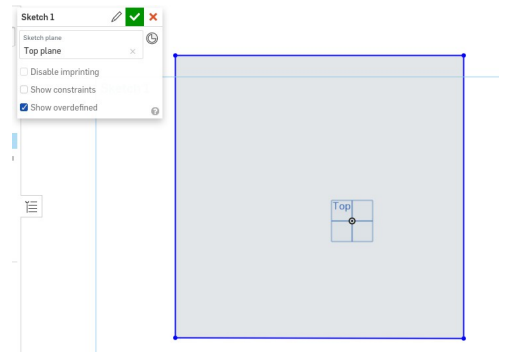 Sketch 1
Sketch plane
Top plane
Disable imprinting
Show constraints
Show overdefined
Top